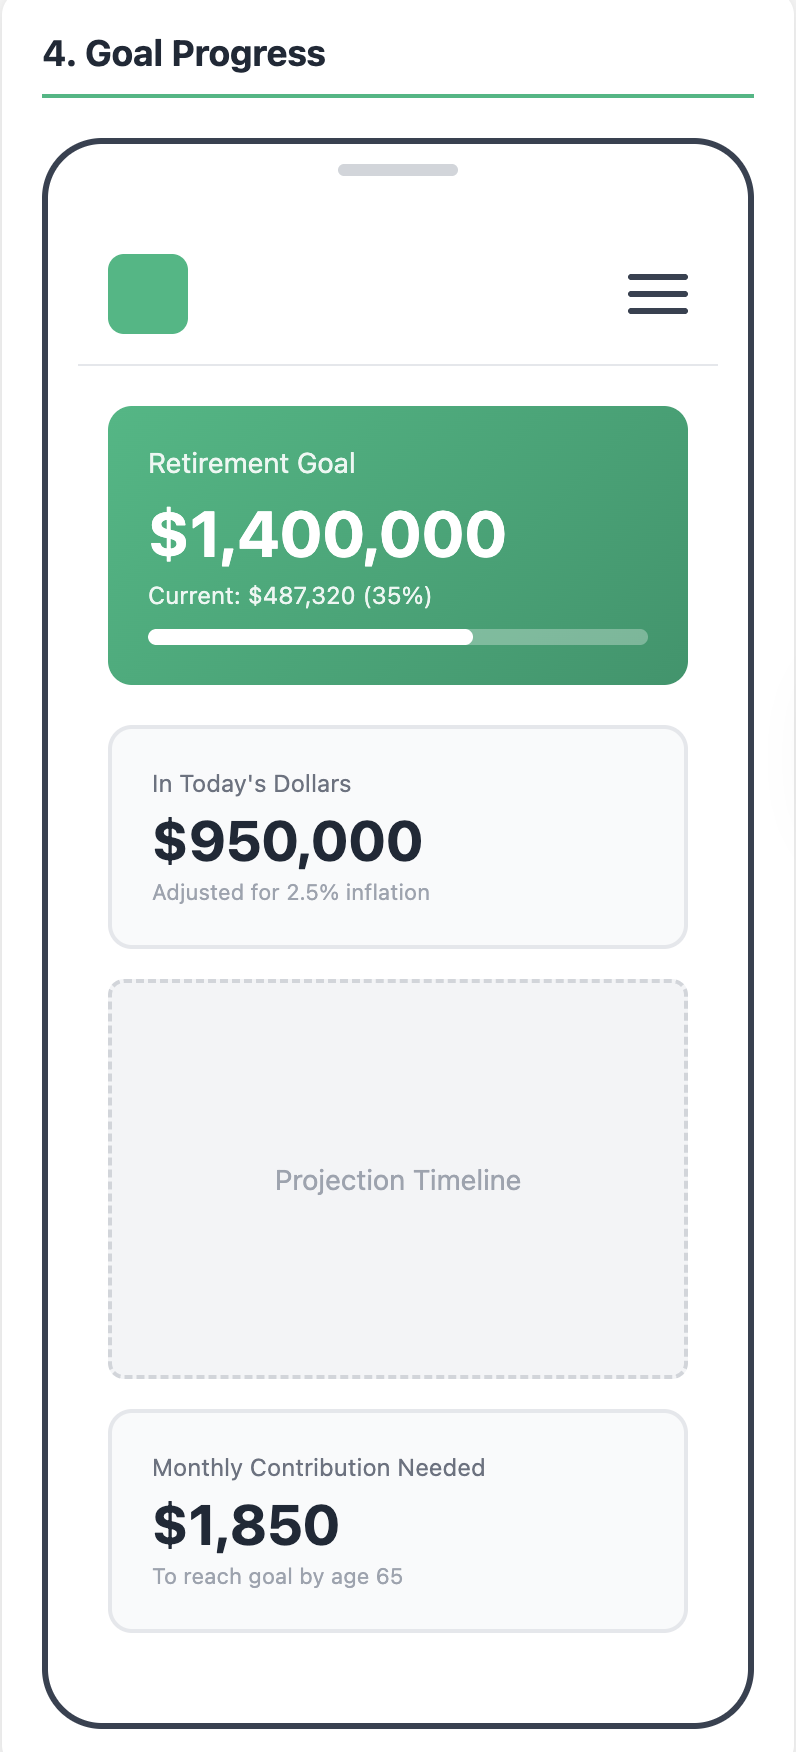 4. Goal Progress
Retirement Goal
$1,400,000
Current: $487,320 (35%)
In Today's Dollars
$950,000
Adjusted for 2.5% inflation
Projection Timeline
Monthly Contribution Needed
$1,850
To reach goal by age 65